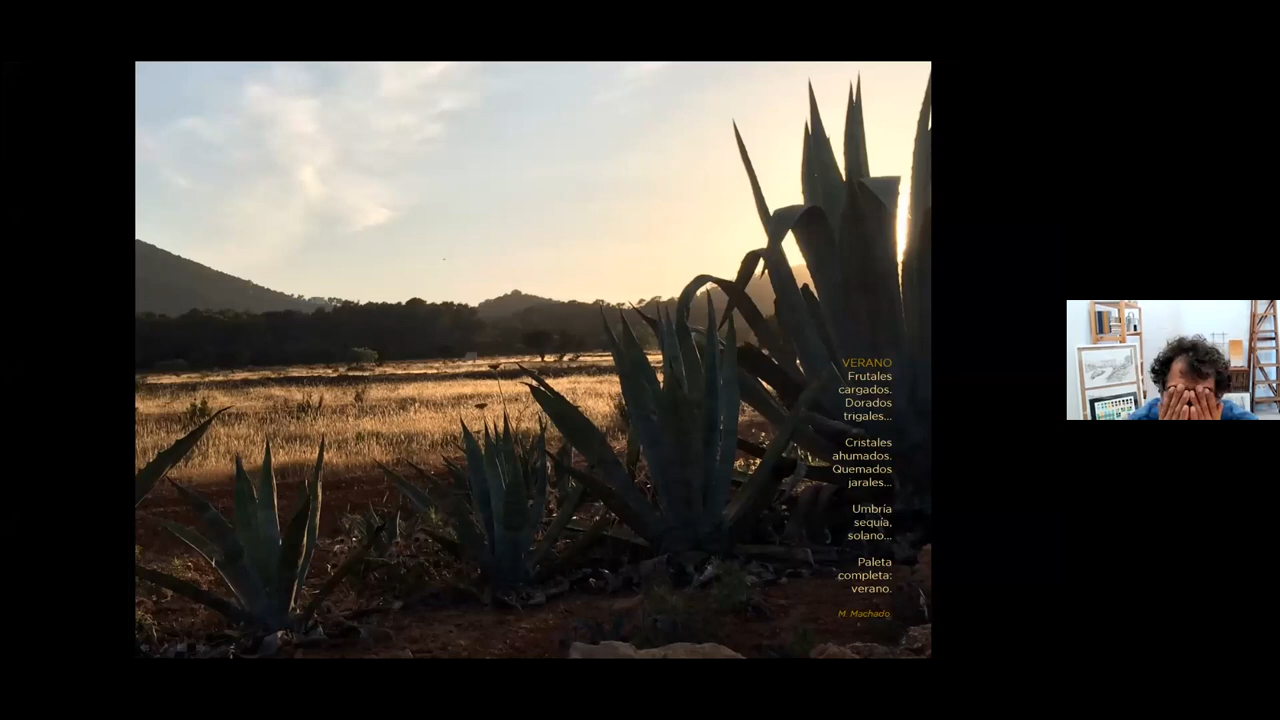 VERANO
Frutales
cargados.
Dorados
trigales...
Cristales
ahumados.
Quemados
jarales...
Umbría
sequía,
solano...
Paleta
completa:
verano.
M. Machado